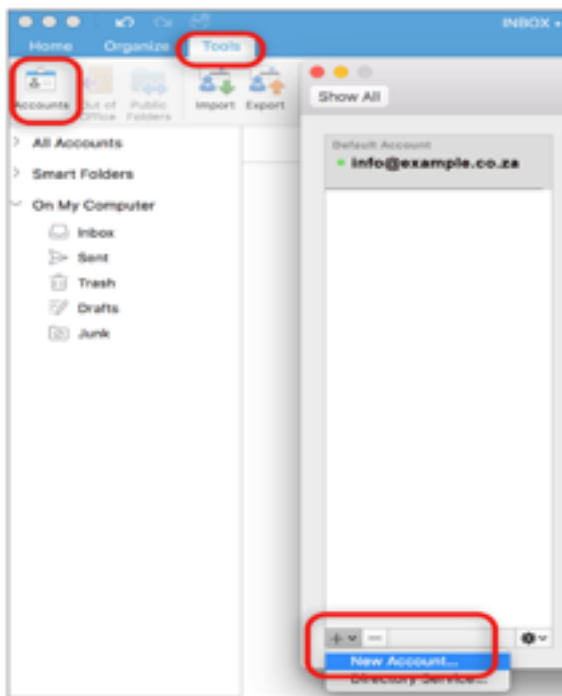 INBOX
Home Organize Tools
Accounts Out of Office Public Folders Import Export
Show All
All Accounts
Smart Folders
On My Computer
Inbox
Sent
Trash
Drafts
Junk
Default Account
info@example.co.za
New Account...
Directory Service...